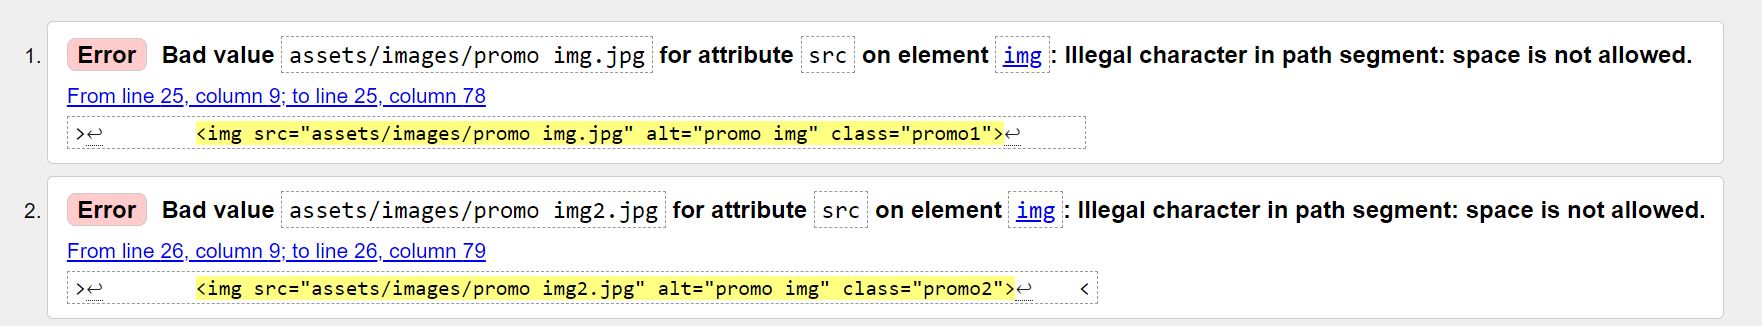 1. Error Bad value assets/images/promo img.jpg for attribute src on element img: Illegal character in path segment: space is not allowed.
From line 25, column 9; to line 25, column 78
>↩ <img src="assets/images/promo img.jpg" alt="promo img" class="promo1">↩
2. Error Bad value assets/images/promo img2.jpg for attribute src on element img: Illegal character in path segment: space is not allowed.
From line 26, column 9; to line 26, column 79
>↩ <img src="assets/images/promo img2.jpg" alt="promo img" class="promo2">↩ <